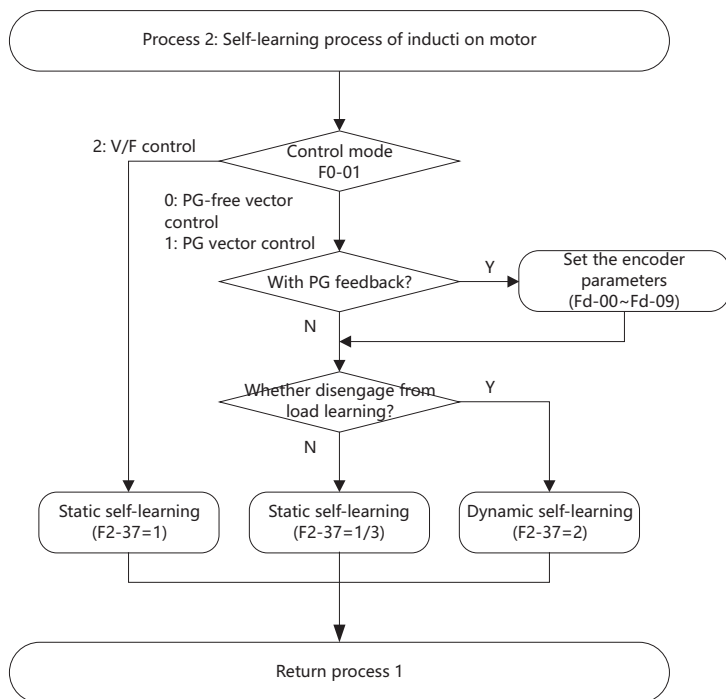 Process 2: Self-learning process of inducti on motor
2: V/F control
Control mode
F0-01
0: PG-free vector
control
1: PG vector control
With PG feedback?
Y
Set the encoder
parameters
(Fd-00~Fd-09)
N
Whether disengage from
load learning?
Y
N
Static self-learning
(F2-37=1)
Static self-learning
(F2-37=1/3)
Dynamic self-learning
(F2-37=2)
Return process 1